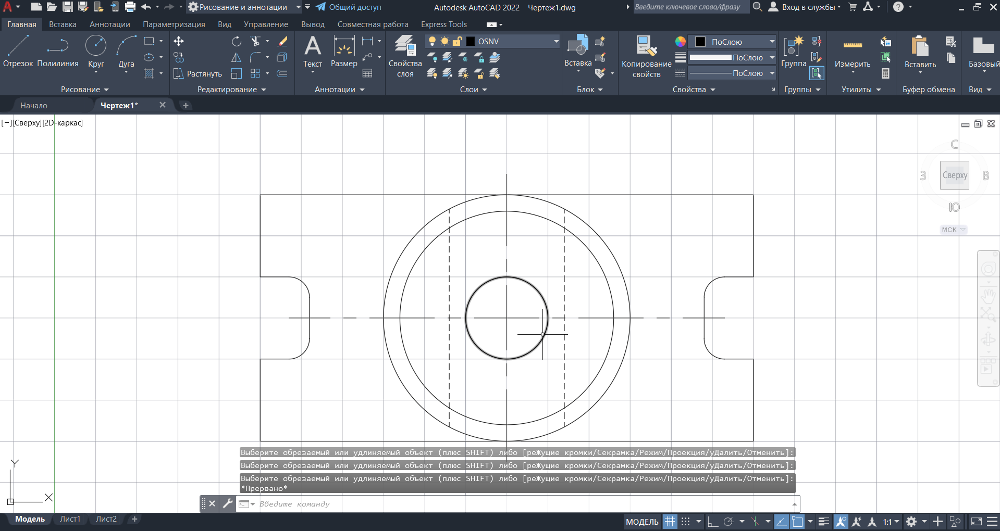 Рисование и аннотации
Общий доступ
Autodesk AutoCAD 2022 Чертеж1.dwg
Введите ключевое слово/фразу
Вход в службы
Главная Вставка Аннотации Параметризация Вид Управление Вывод Совместная работа Express Tools
Отрезок Полилиния Круг Дуга
Растянуть
Текст Размер
Свойства слоя
OSNV
Вставка
Копирование свойств
ПоСлою
ПоСлою
ПоСлою
Группа
Измерить
Вставить
Базовый
Рисование Редактирование Аннотации Слои Блок Свойства Группы Утилиты Буфер обмена Вид
Начало Чертеж1*
[−][Сверху][2D-каркас]
С
З Сверху В
Ю
МСК
Выберите обрезаемый или удлиняемый объект (плюс SHIFT) либо [реЖущие кромки/Секрамка/Режим/Проекция/уДалить/Отменить]:
Выберите обрезаемый или удлиняемый объект (плюс SHIFT) либо [реЖущие кромки/Секрамка/Режим/Проекция/уДалить/Отменить]:
Выберите обрезаемый или удлиняемый объект (плюс SHIFT) либо [реЖущие кромки/Секрамка/Режим/Проекция/уДалить/Отменить]:
*Прервано*
Y
X
Введите команду
Модель Лист1 Лист2
МОДЕЛЬ
1:1